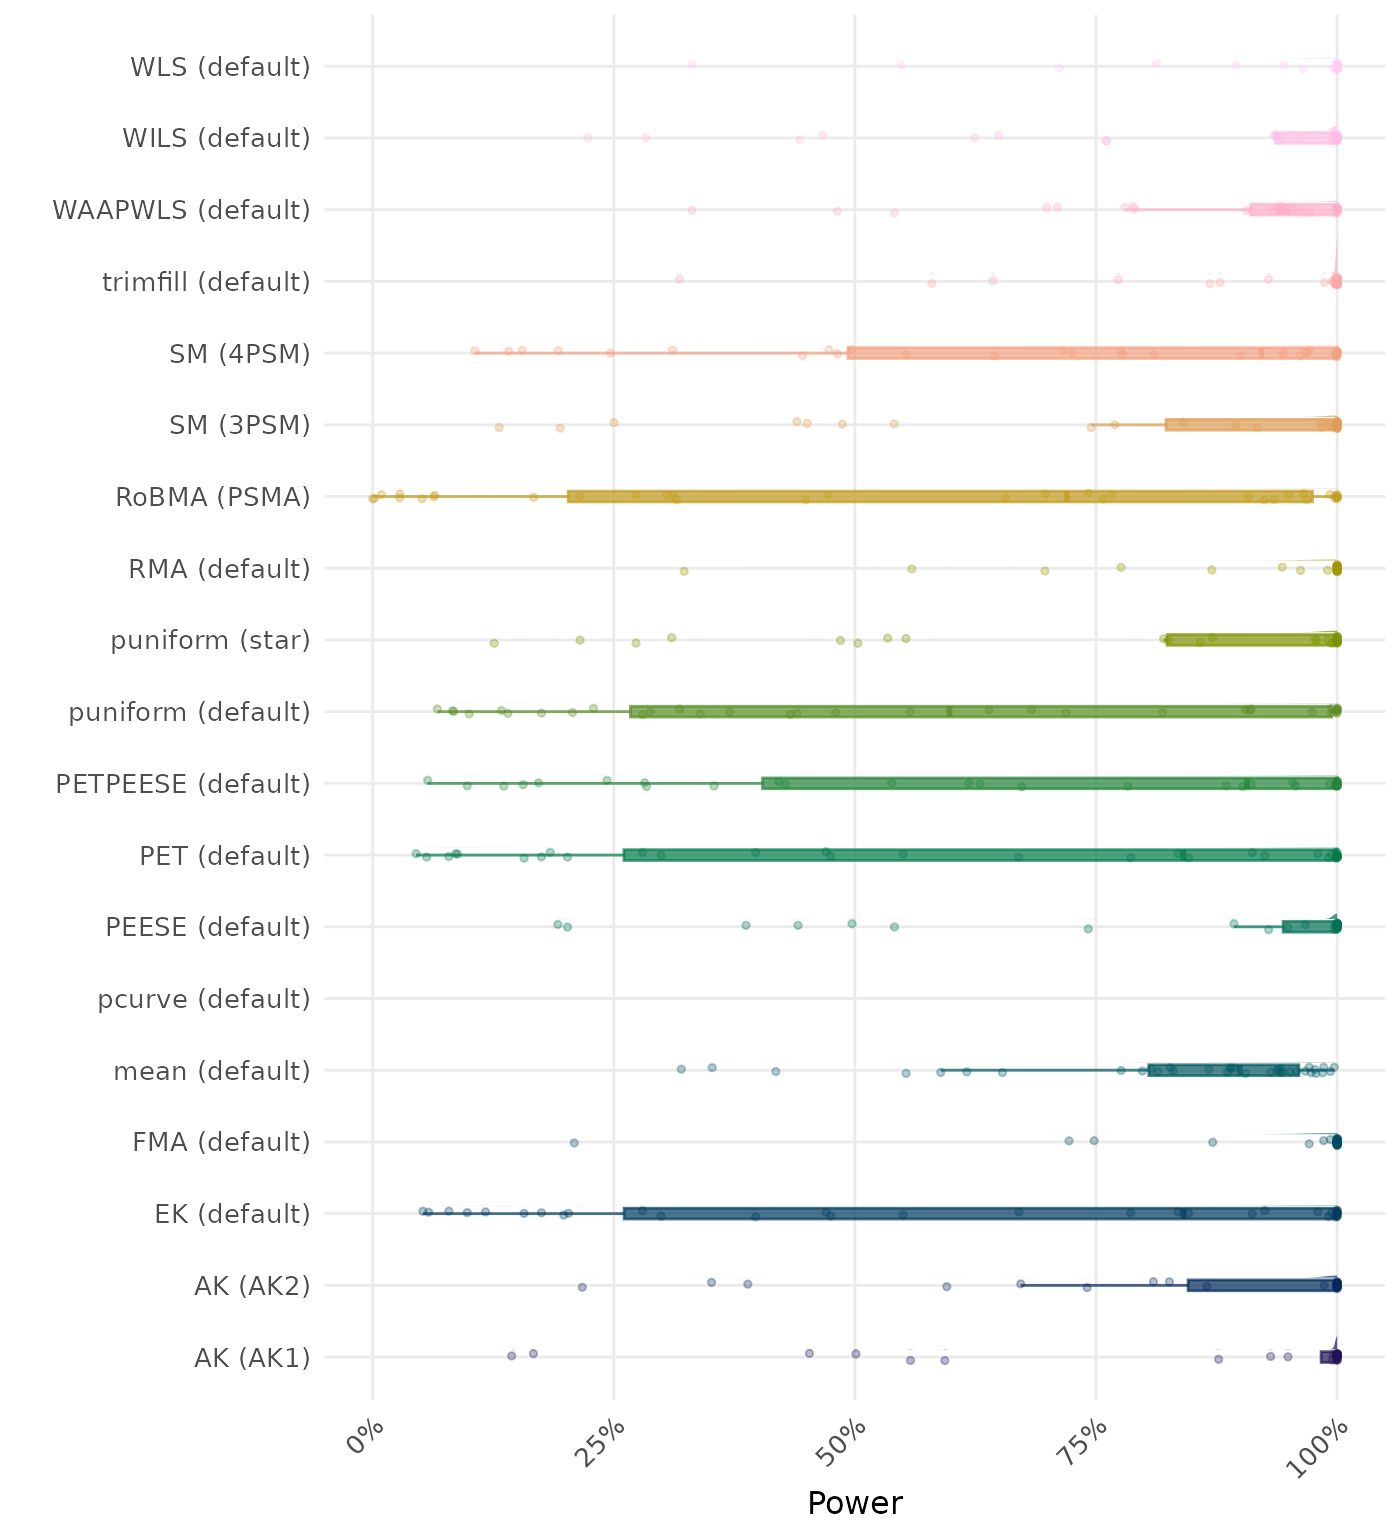 WLS (default)
WILS (default)
WAAPWLS (default)
trimfill (default)
SM (4PSM)
SM (3PSM)
RoBMA (PSMA)
RMA (default)
puniform (star)
puniform (default)
PETPEESE (default)
PET (default)
PEESE (default)
pcurve (default)
mean (default)
FMA (default)
EK (default)
AK (AK2)
AK (AK1)
0% 25% 50% 75% 100%
Power